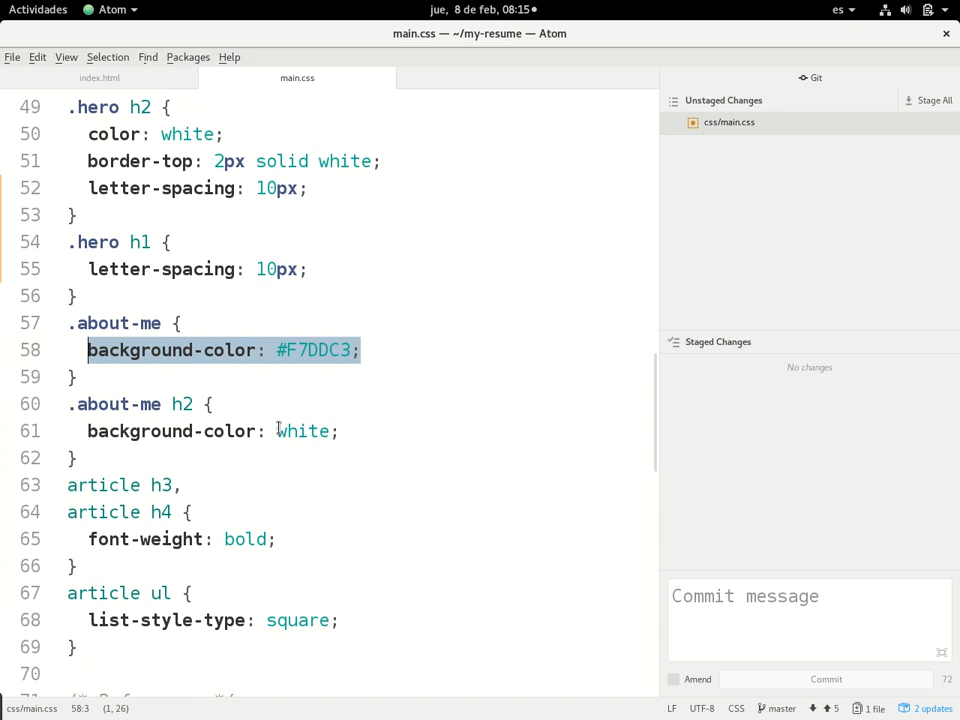 Actividades Atom jue, 8 de feb, 08:15 es
main.css — ~/my-resume — Atom
File Edit View Selection Find Packages Help
index.html main.css Git
49 .hero h2 {
50 color: white;
51 border-top: 2px solid white;
52 letter-spacing: 10px;
53 }
54 .hero h1 {
55 letter-spacing: 10px;
56 }
57 .about-me {
58 background-color: #F7DDC3;
59 }
60 .about-me h2 {
61 background-color: white;
62 }
63 article h3,
64 article h4 {
65 font-weight: bold;
66 }
67 article ul {
68 list-style-type: square;
69 }
70
Unstaged Changes Stage All
css/main.css
Staged Changes
No changes
Commit message
Amend Commit 72
css/main.css 58:3 (1, 26) LF UTF-8 CSS master 5 1 file 2 updates